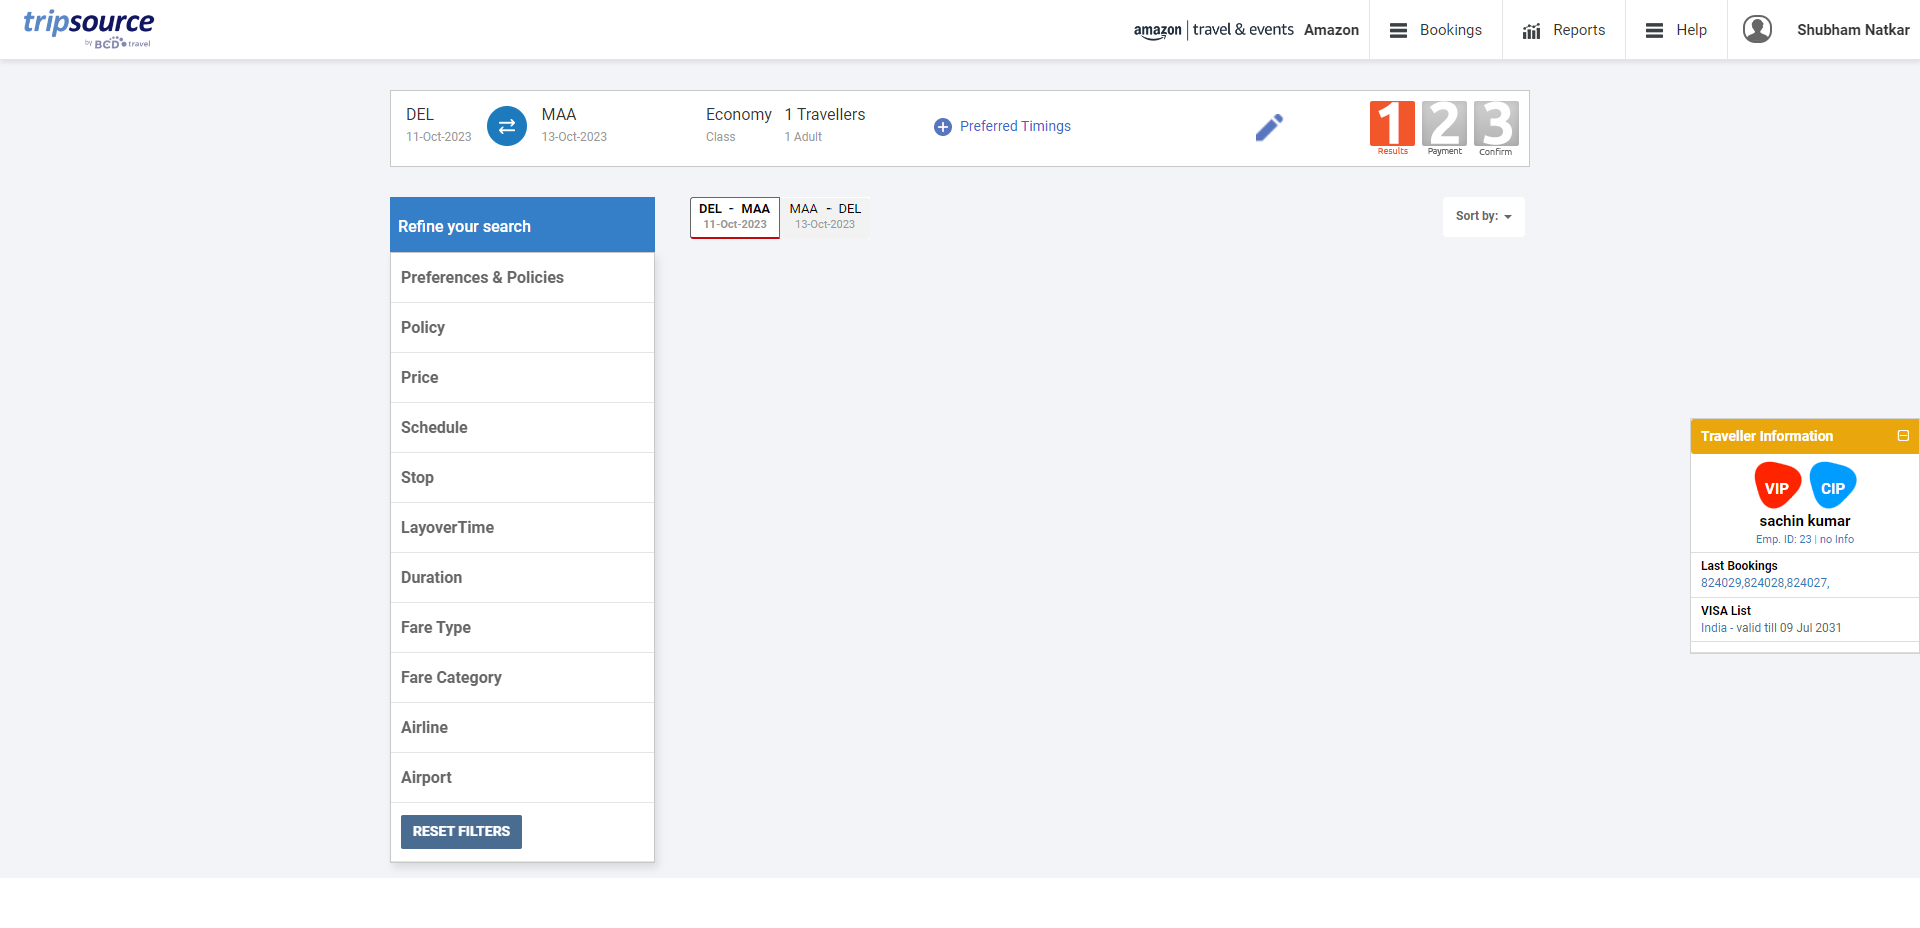 tripsource
by BCD travel
amazon | travel & events Amazon
Bookings
Reports
Help
Shubham Natkar
DEL
11-Oct-2023
MAA
13-Oct-2023
Economy
Class
1 Travellers
1 Adult
Preferred Timings
1
Results
2
Payment
3
Confirm
Refine your search
Preferences & Policies
Policy
Price
Schedule
Stop
LayoverTime
Duration
Fare Type
Fare Category
Airline
Airport
RESET FILTERS
DEL - MAA
11-Oct-2023
MAA - DEL
13-Oct-2023
Sort by:
Traveller Information
VIP
CIP
sachin kumar
Emp. ID: 23 | no Info
Last Bookings
824029,824028,824027,
VISA List
India - valid till 09 Jul 2031